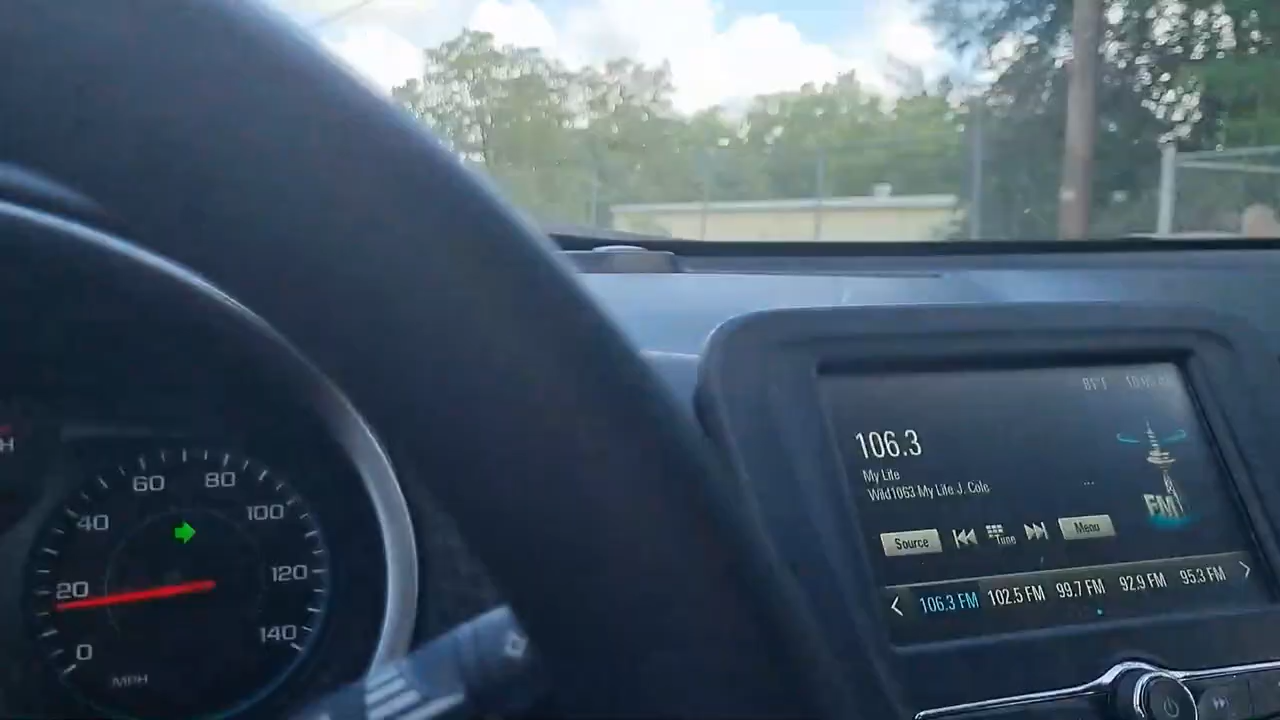 H
0
20
40
60
80
100
120
140
MPH
81°F
106.3
My Life
Wild1063 My Life J. Cole
...
FM
Source
Tune
Menu
106.3 FM
102.5 FM
99.7 FM
92.9 FM
95.3 FM